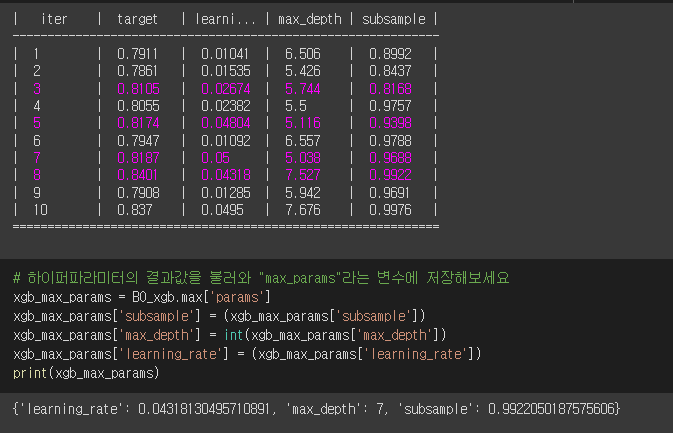 |   iter    |  target   | learni... | max_depth | subsample |
-------------------------------------------------------------
|  1        |  0.7911   |  0.01041  |  6.506    |  0.8992   |
|  2        |  0.7861   |  0.01535  |  5.426    |  0.8437   |
|  3        |  0.8105   |  0.02674  |  5.744    |  0.8168   |
|  4        |  0.8055   |  0.02382  |  5.5      |  0.9757   |
|  5        |  0.8174   |  0.04804  |  5.116    |  0.9398   |
|  6        |  0.7947   |  0.01092  |  6.557    |  0.9788   |
|  7        |  0.8187   |  0.05     |  5.038    |  0.9688   |
|  8        |  0.8401   |  0.04318  |  7.527    |  0.9922   |
|  9        |  0.7908   |  0.01285  |  5.942    |  0.9691   |
|  10       |  0.837    |  0.0495   |  7.676    |  0.9976   |
=============================================================
# 하이퍼파라미터의 결과값을 불러와 "max_params"라는 변수에 저장해보세요
xgb_max_params = BO_xgb.max['params']
xgb_max_params['subsample'] = (xgb_max_params['subsample'])
xgb_max_params['max_depth'] = int(xgb_max_params['max_depth'])
xgb_max_params['learning_rate'] = (xgb_max_params['learning_rate'])
print(xgb_max_params)
{'learning_rate': 0.04318130495710891, 'max_depth': 7, 'subsample': 0.9922050187575606}